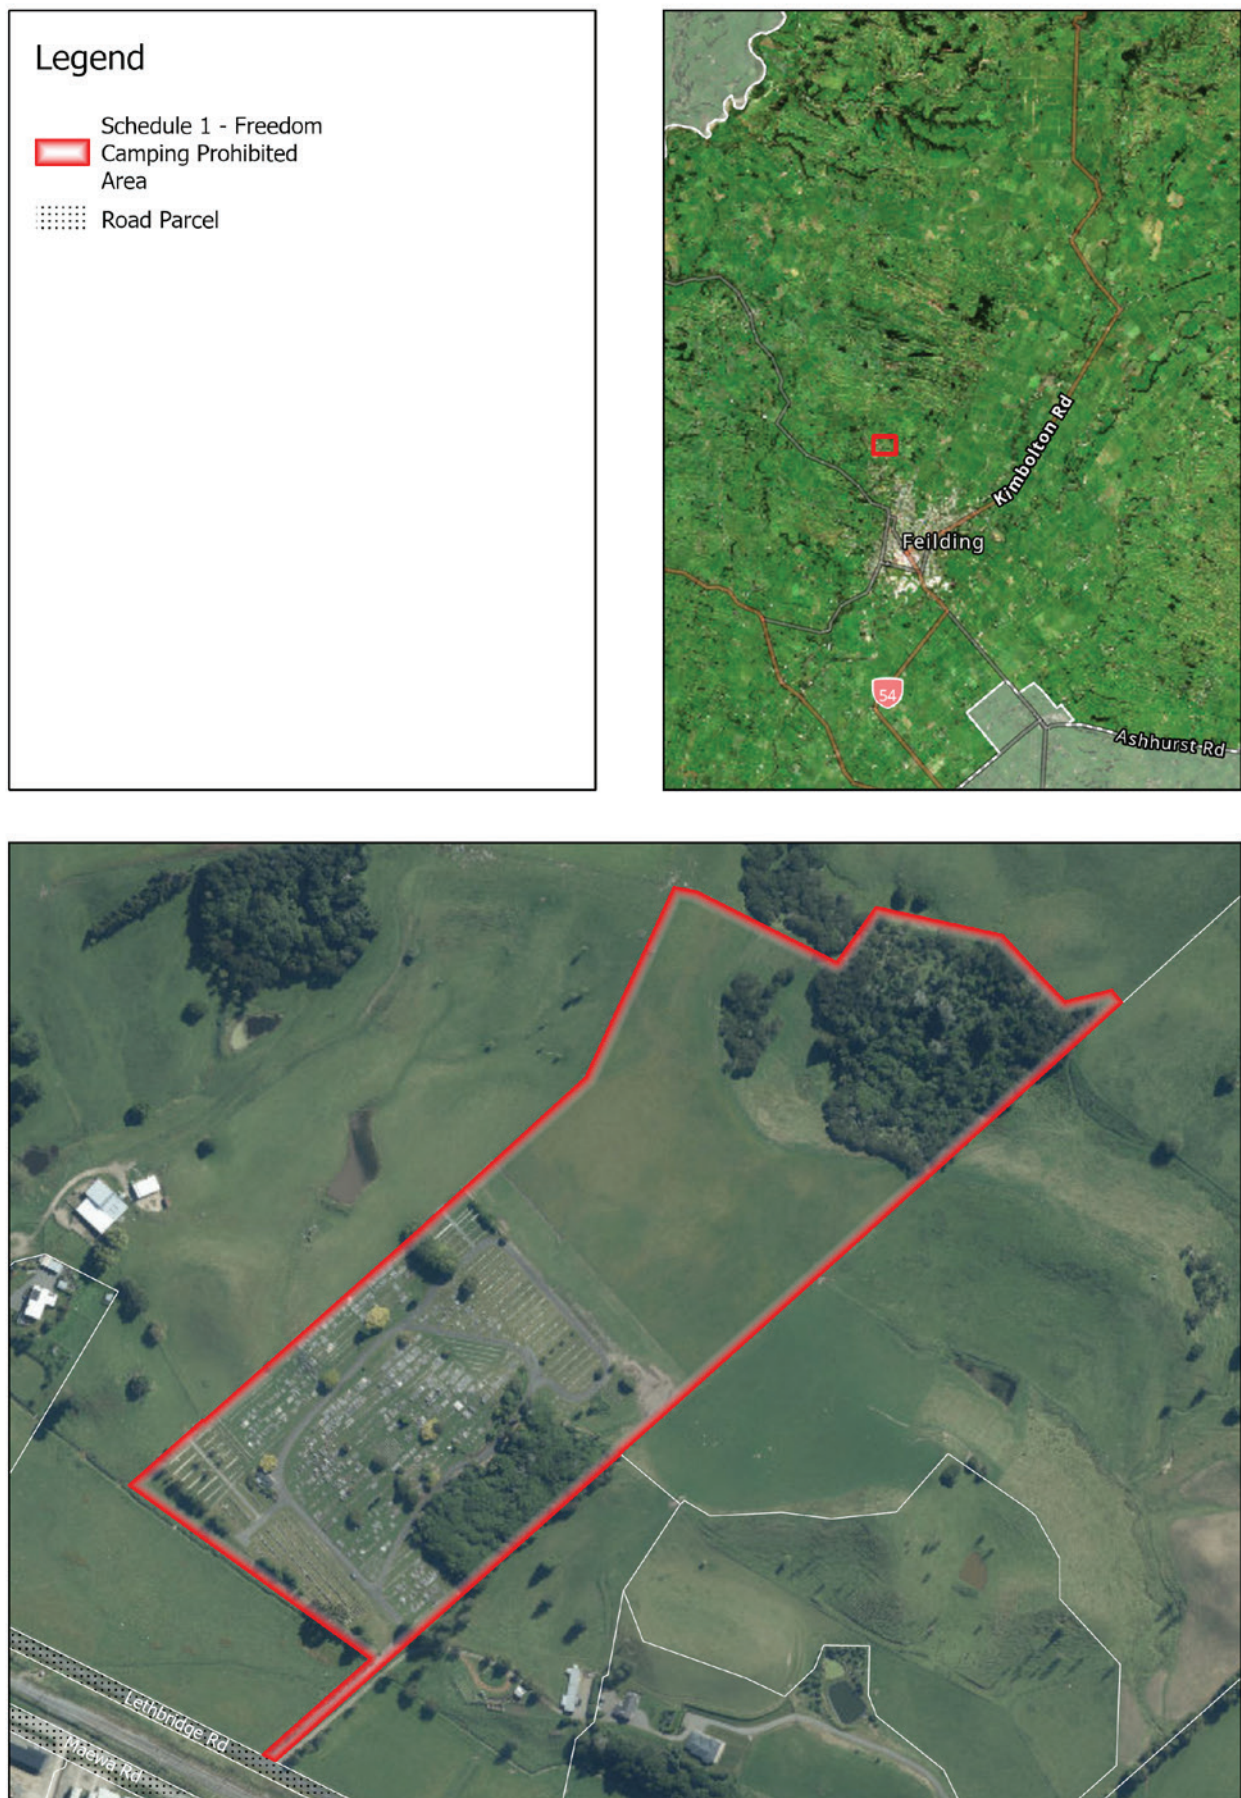 Legend
Schedule 1 - Freedom
Camping Prohibited
Area
Road Parcel
Kimbolton Rd
Feilding
54
Ashhurst Rd
Lethbridge Rd
Maewa Rd